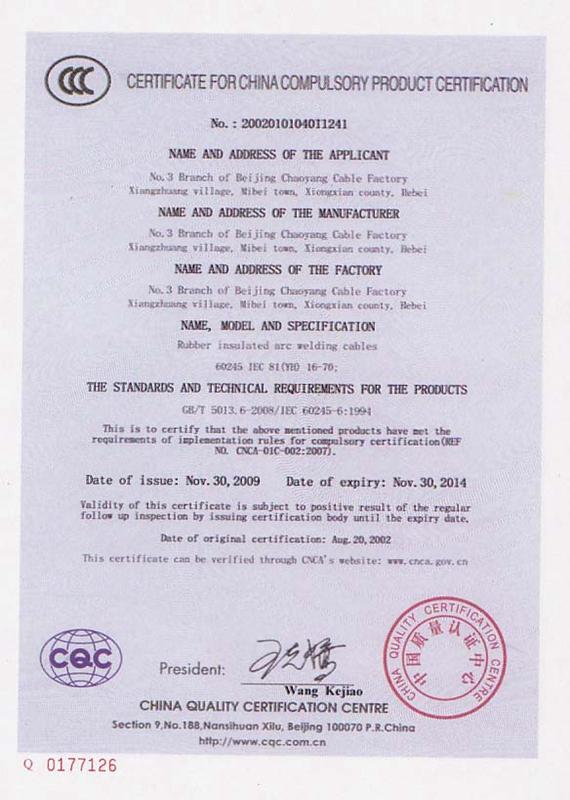 CCC
CERTIFICATE FOR CHINA COMPULSORY PRODUCT CERTIFICATION
No. : 2002010104011241
NAME AND ADDRESS OF THE APPLICANT
No.3 Branch of Beijing Chaoyang Cable Factory
Xiangzhuang village, Mibei town, Xiongxian county, Hebei
NAME AND ADDRESS OF THE MANUFACTURER
No.3 Branch of Beijing Chaoyang Cable Factory
Xiangzhuang village, Mibei town, Xiongxian county, Hebei
NAME AND ADDRESS OF THE FACTORY
No.3 Branch of Beijing Chaoyang Cable Factory
Xiangzhuang village, Mibei town, Xiongxian county, Hebei
NAME, MODEL AND SPECIFICATION
Rubber insulated arc welding cables
60245 IEC 81(YH) 16-70;
THE STANDARDS AND TECHNICAL REQUIREMENTS FOR THE PRODUCTS
GB/T 5013.6-2008/IEC 60245-6:1994
This is to certify that the above mentioned products have met the
requirements of implementation rules for compulsory certification(REF
NO. CNCA-01C-002:2007).
Date of issue: Nov.30,2009 Date of expiry: Nov.30,2014
Validity of this certificate is subject to positive result of the regular
follow up inspection by issuing certification body until the expiry date.
Date of original certification: Aug.20,2002
This certificate can be verified through CNCA's website: www.cnca.gov.cn
CHINA QUALITY CERTIFICATION CENTRE
中国质量认证中心
CQC
President:
Wang Kejiao
CHINA QUALITY CERTIFICATION CENTRE
Section 9,No.188,Nansihuan Xilu, Beijing 100070 P.R.China
http://www.cqc.com.cn
Q 0177126